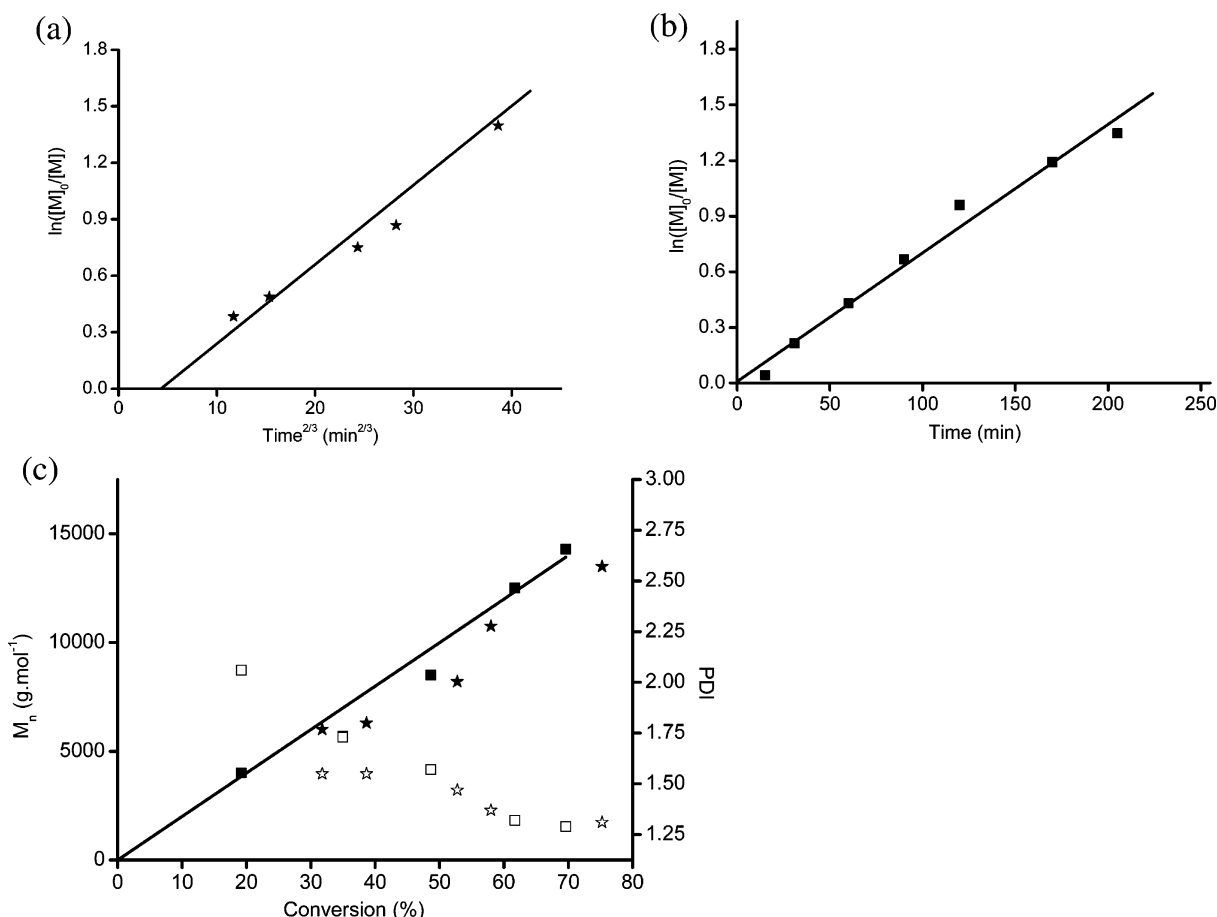 (a)
1.8
1.5
1.2
0.9
0.6
0.3
0.0
ln([M]₀/[M])
0 10 20 30 40
Time²ᐟ³ (min²ᐟ³)
(b)
1.8
1.5
1.2
0.9
0.6
0.3
0.0
ln([M]₀/[M])
0 50 100 150 200 250
Time (min)
(c)
15000
10000
5000
0
Mₙ (g.mol⁻¹)
3.00
2.75
2.50
2.25
2.00
1.75
1.50
1.25
PDI
0 10 20 30 40 50 60 70 80
Conversion (%)